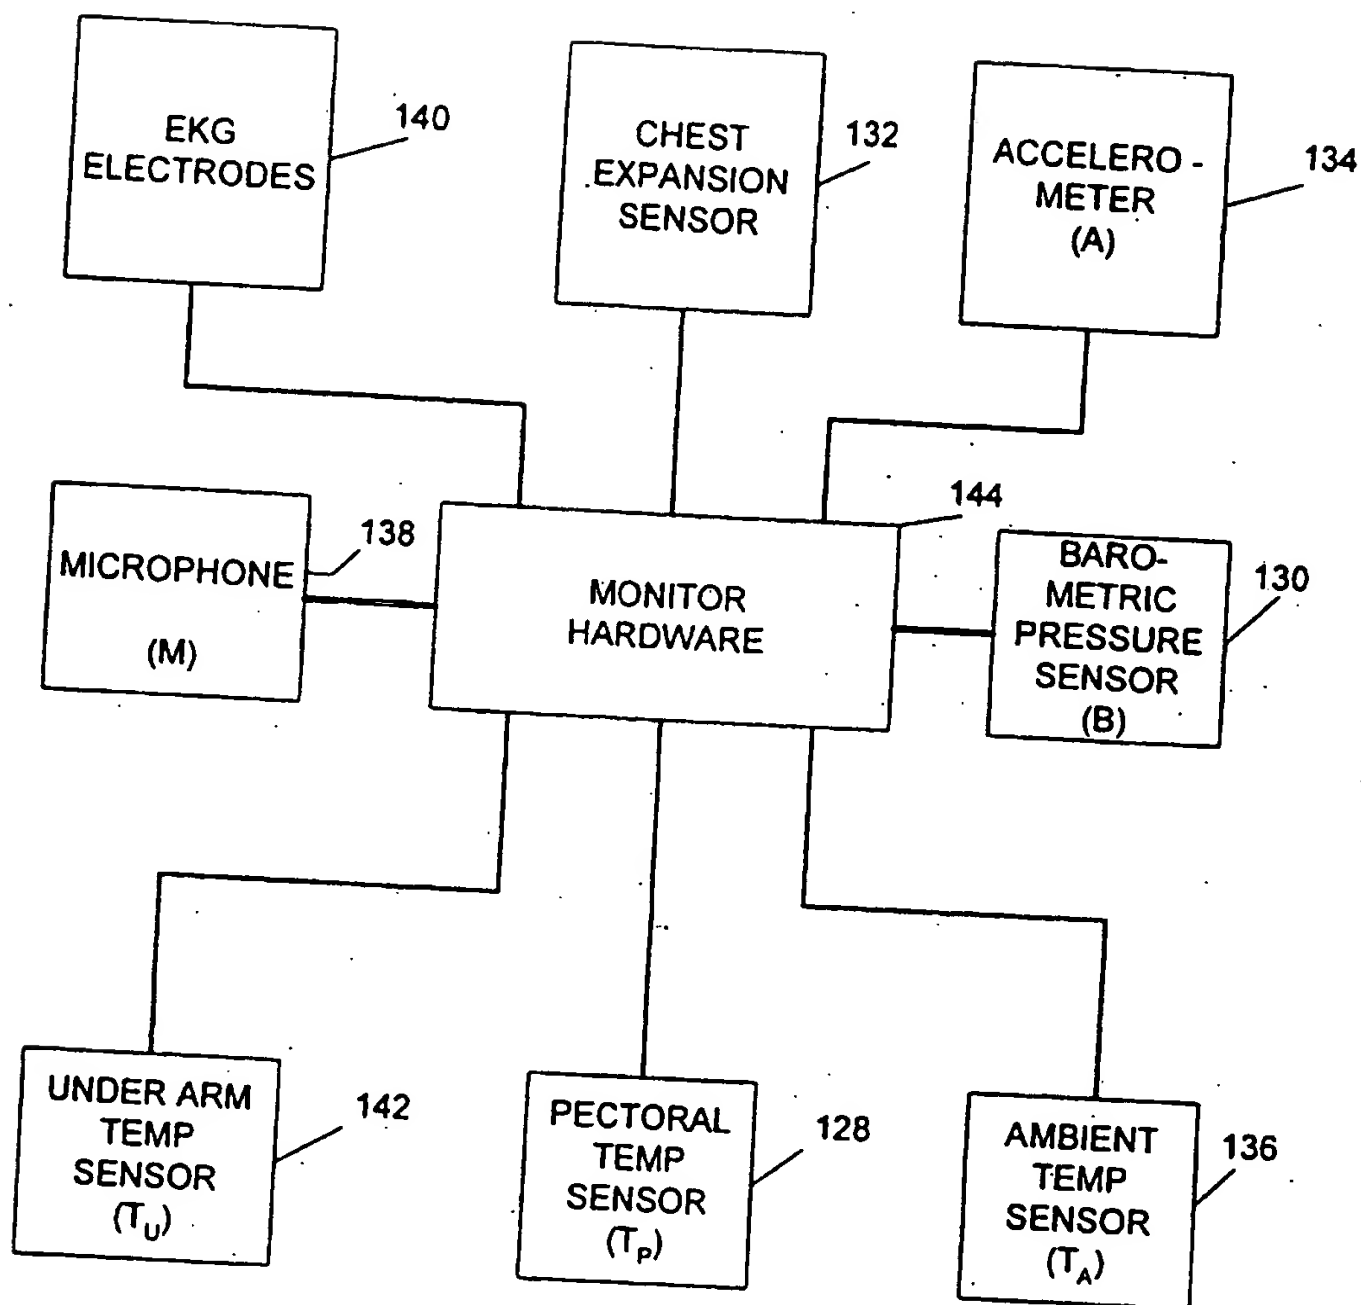 EKG
ELECTRODES
140
CHEST
EXPANSION
SENSOR
132
ACCELERO -
METER
(A)
134
MICROPHONE
(M)
138
MONITOR
HARDWARE
144
BARO-
METRIC
PRESSURE
SENSOR
(B)
130
UNDER ARM
TEMP
SENSOR
(TU)
142
PECTORAL
TEMP
SENSOR
(TP)
128
AMBIENT
TEMP
SENSOR
(TA)
136